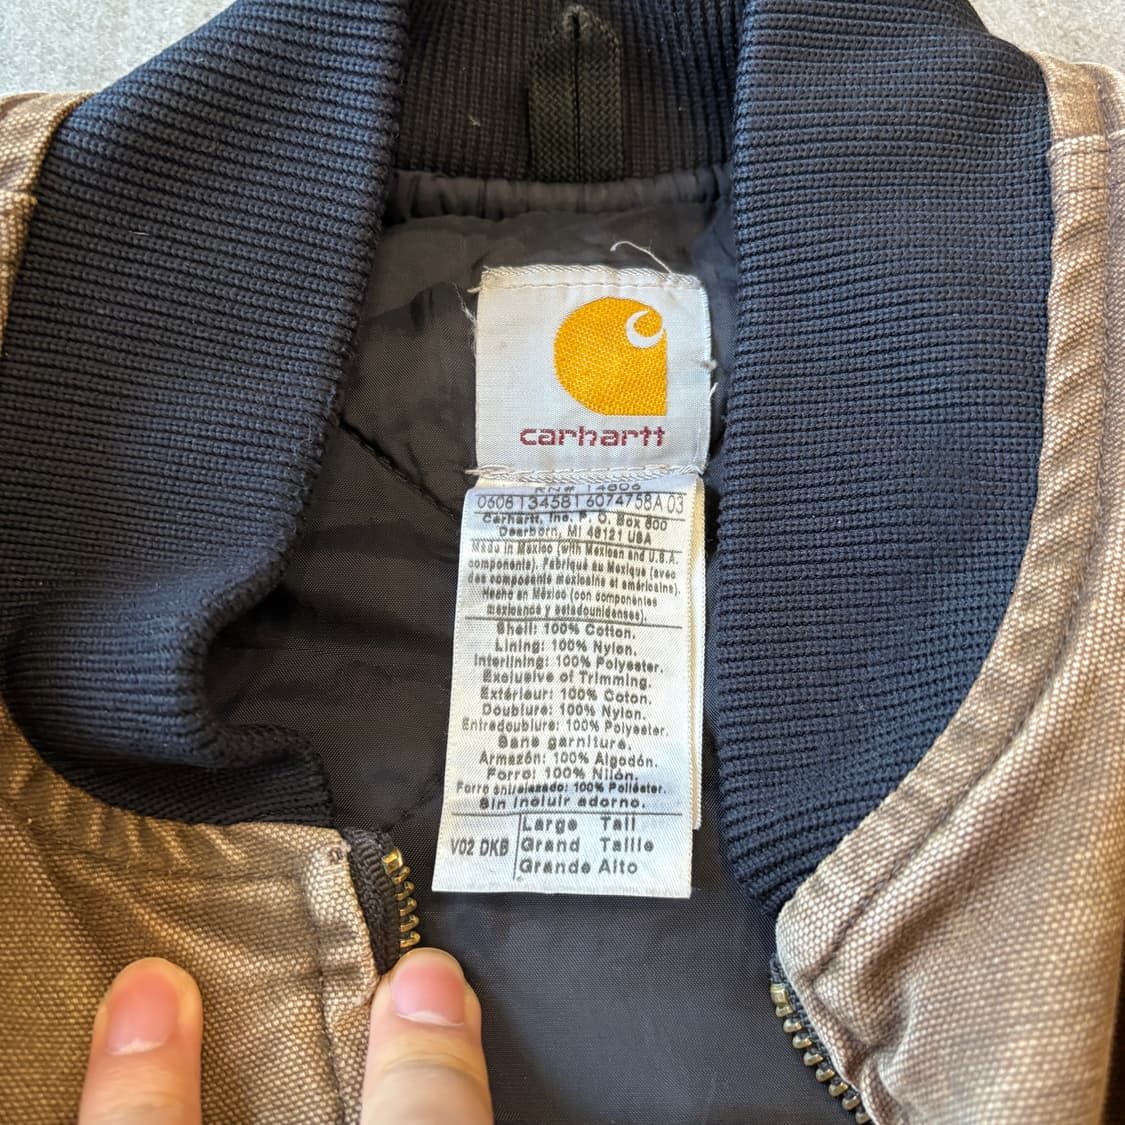 carhartt
RN# 14806
0608134581 6074758A 03
Carhartt, Inc. P. O. Box 600
Dearborn, MI 48121 USA
Made in Mexico (with Mexican and U.S.A.
components). Fabriqué au Mexique (avec
des composants mexicains et américains).
Hecho en México (con componentes
mexicanos y estadounidenses).
Shell: 100% Cotton.
Lining: 100% Nylon.
Interlining: 100% Polyester.
Exclusive of Trimming.
Extérieur: 100% Coton.
Doublure: 100% Nylon.
Entredoublure: 100% Polyester.
Sans garniture.
Armazón: 100% Algodón.
Forro: 100% Nilón.
Forro entrelazado: 100% Poliéster.
Sin incluir adorno.
Large Tall
V02 DKB Grand Taille
Grande Alto